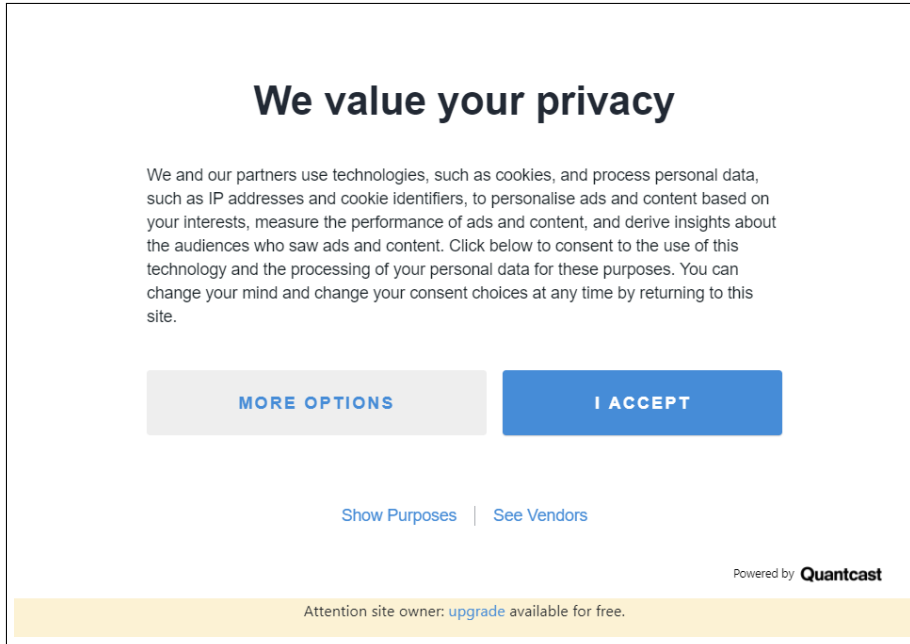 We value your privacy
We and our partners use technologies, such as cookies, and process personal data,
such as IP addresses and cookie identifiers, to personalise ads and content based on
your interests, measure the performance of ads and content, and derive insights about
the audiences who saw ads and content. Click below to consent to the use of this
technology and the processing of your personal data for these purposes. You can
change your mind and change your consent choices at any time by returning to this
site.
MORE OPTIONS
I ACCEPT
Show Purposes | See Vendors
Powered by Quantcast
Attention site owner: upgrade available for free.